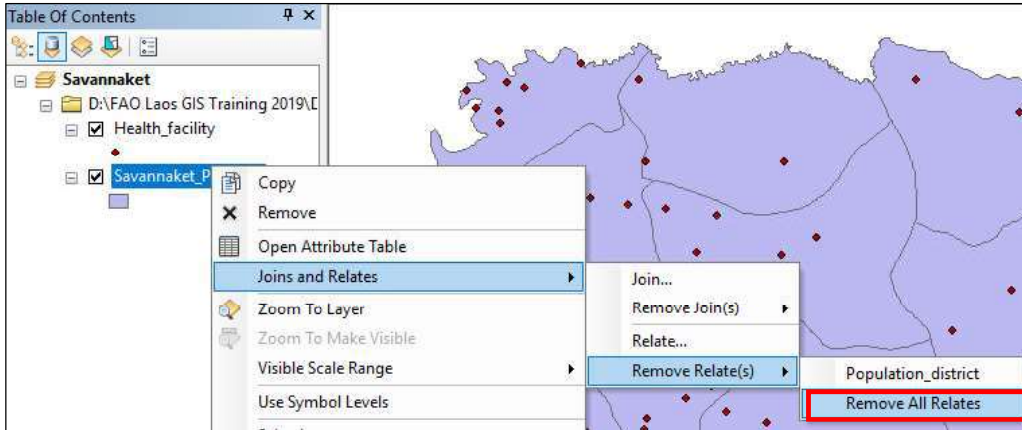 Table Of Contents
Savannaket
D:\FAO Laos GIS Training 2019\
Health_facility
Savannaket_P
Copy
Remove
Open Attribute Table
Joins and Relates
Zoom To Layer
Zoom To Make Visible
Visible Scale Range
Use Symbol Levels
Join...
Remove Join(s)
Relate...
Remove Relate(s)
Population_district
Remove All Relates